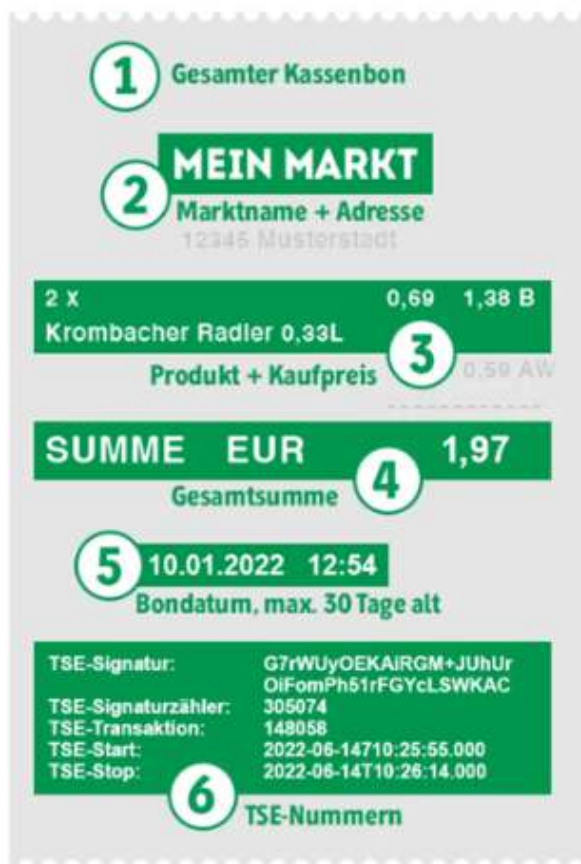 1 Gesamter Kassenbon
MEIN MARKT
2 Marktname + Adresse
12345 Musterstadt
2 X 0,69 1,38 B
Krombacher Radler 0,33L
3
Produkt + Kaufpreis
0,59 AW
SUMME EUR 1,97
4
Gesamtsumme
5 10.01.2022 12:54
Bondatum, max. 30 Tage alt
TSE-Signatur: G7rWUyOEKAiRGM+JUhUr
OiFomPh51rFGYcLSWKAC
TSE-Signaturzähler: 305074
TSE-Transaktion: 148058
TSE-Start: 2022-06-14710:25:55.000
TSE-Stop: 2022-06-14T10:26:14.000
6 TSE-Nummern